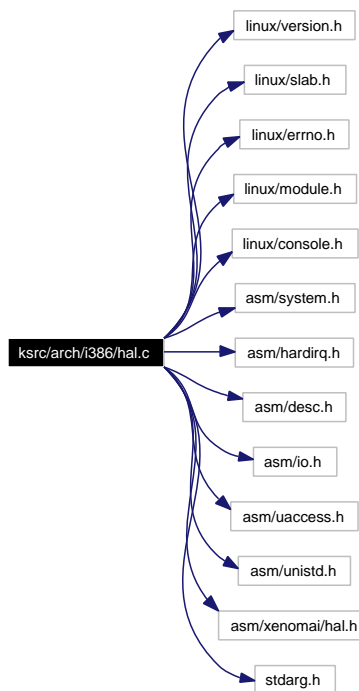 linux/version.h
linux/slab.h
linux/errno.h
linux/module.h
linux/console.h
asm/system.h
ksrc/arch/i386/hal.c
asm/hardirq.h
asm/desc.h
asm/io.h
asm/uaccess.h
asm/unistd.h
asm/xenomai/hal.h
stdarg.h